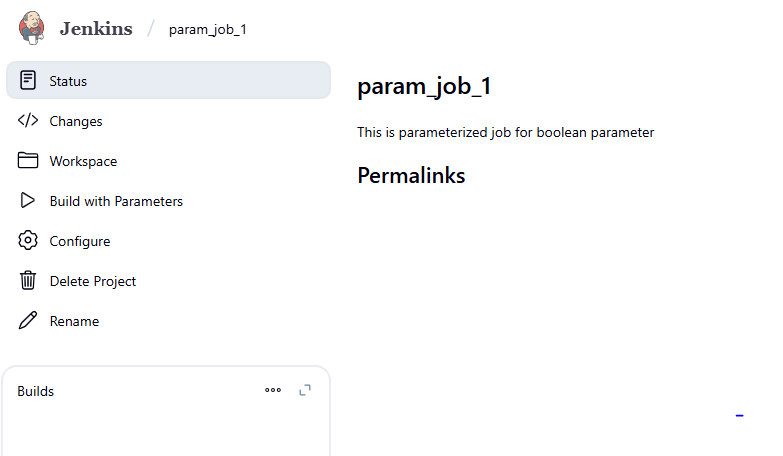 Jenkins / param_job_1
Status
Changes
Workspace
Build with Parameters
Configure
Delete Project
Rename
Builds
param_job_1
This is parameterized job for boolean parameter
Permalinks